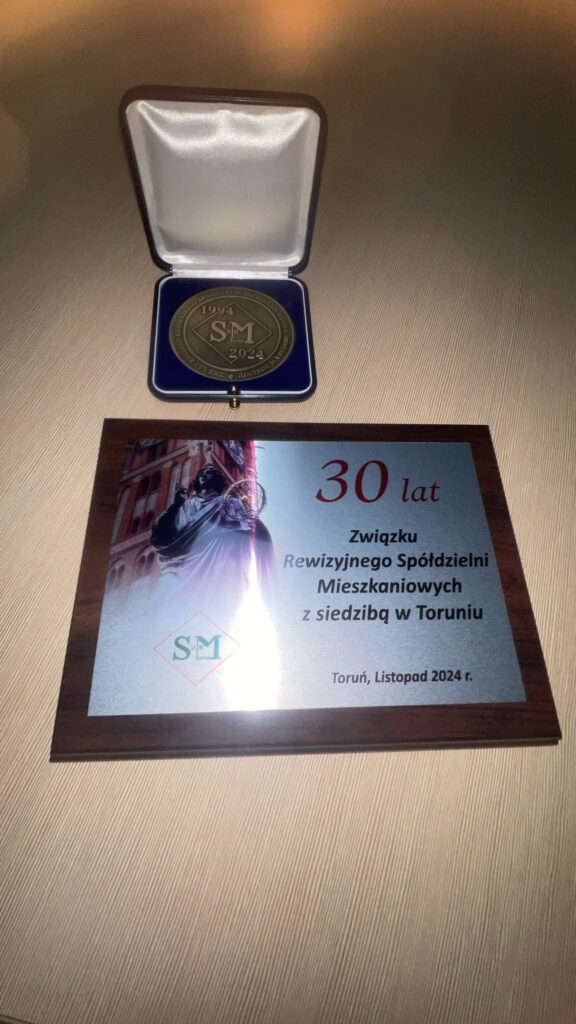 1994
SM
2024
30 lat
Związku
Rewizyjnego Spółdzielni
Mieszkaniowych
z siedzibą w Toruniu
SM
Toruń, Listopad 2024 r.